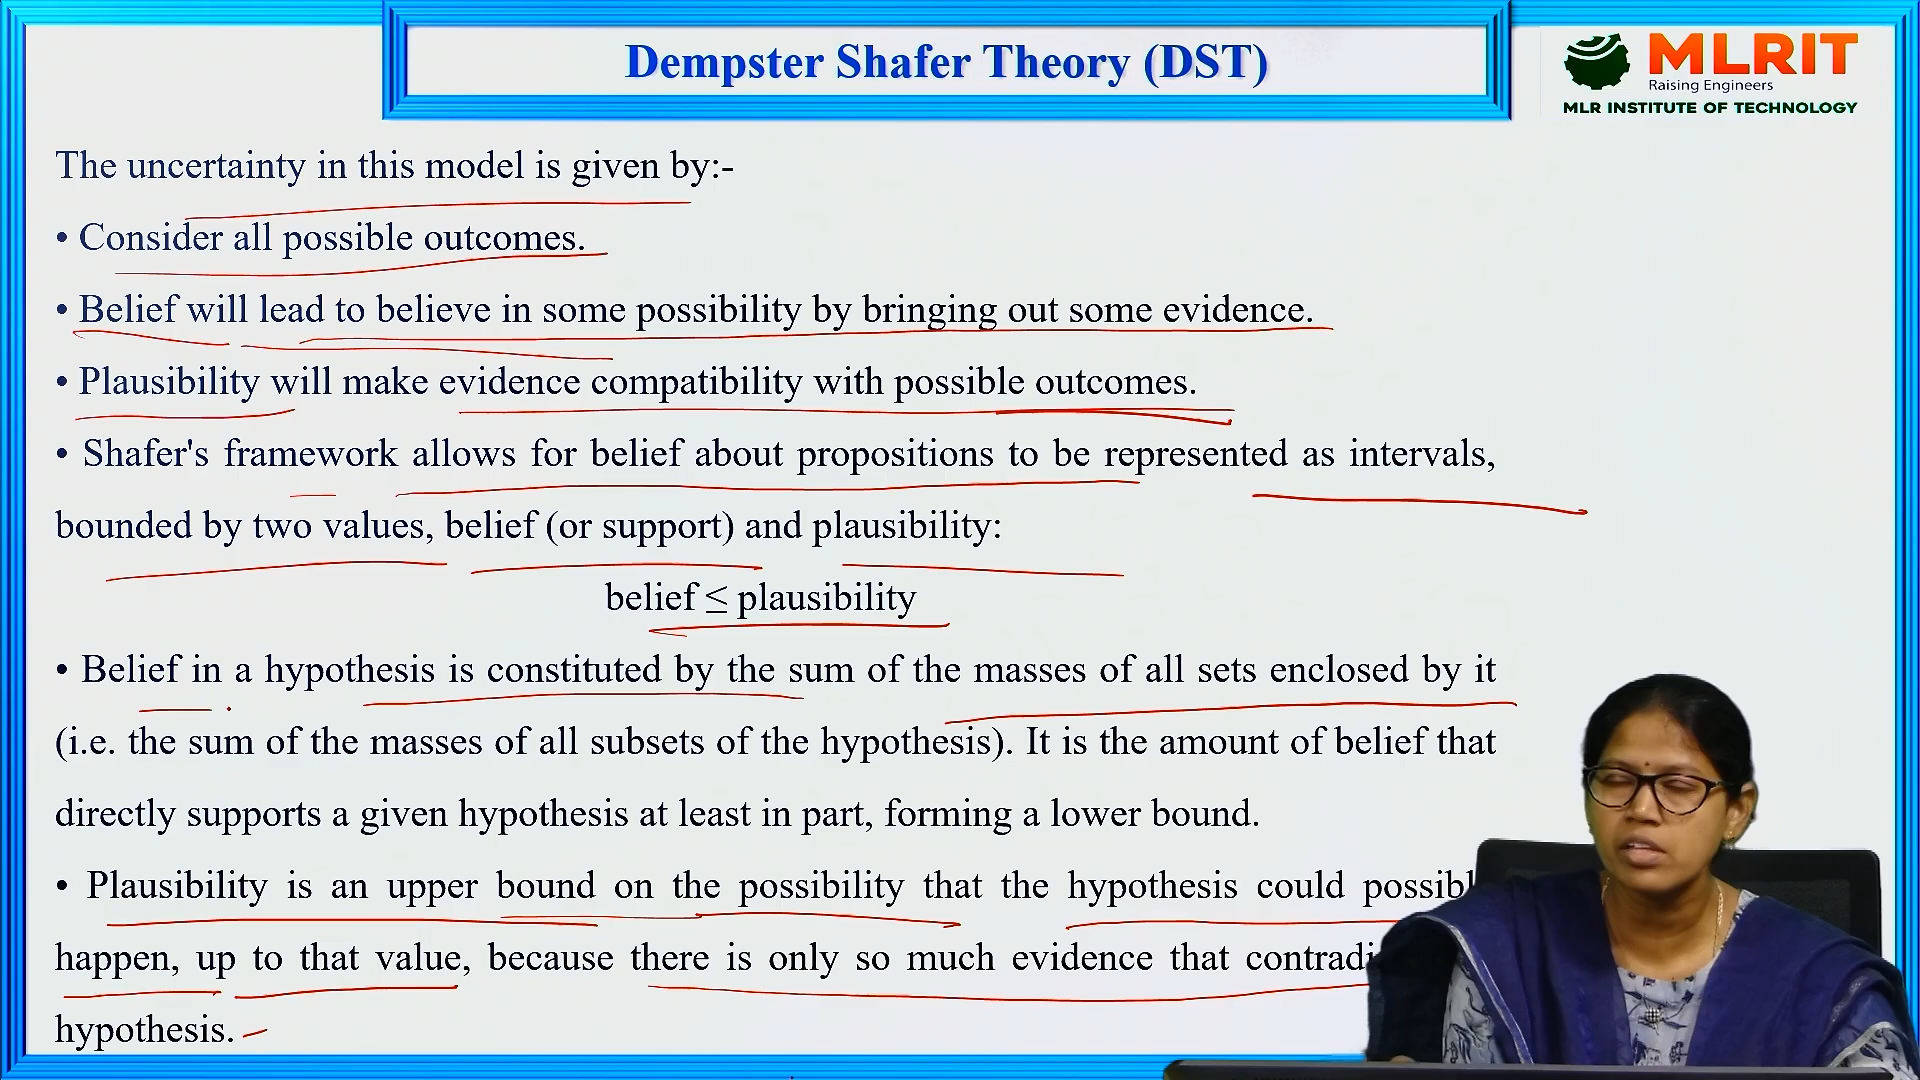 Dempster Shafer Theory (DST)
MLRIT
Raising Engineers
MLR INSTITUTE OF TECHNOLOGY
The uncertainty in this model is given by:-
• Consider all possible outcomes.
• Belief will lead to believe in some possibility by bringing out some evidence.
• Plausibility will make evidence compatibility with possible outcomes.
• Shafer's framework allows for belief about propositions to be represented as intervals,
bounded by two values, belief (or support) and plausibility:
belief ≤ plausibility
• Belief in a hypothesis is constituted by the sum of the masses of all sets enclosed by it
(i.e. the sum of the masses of all subsets of the hypothesis). It is the amount of belief that
directly supports a given hypothesis at least in part, forming a lower bound.
• Plausibility is an upper bound on the possibility that the hypothesis could
happen, up to that value, because there is only so much evidence that
hypothesis.